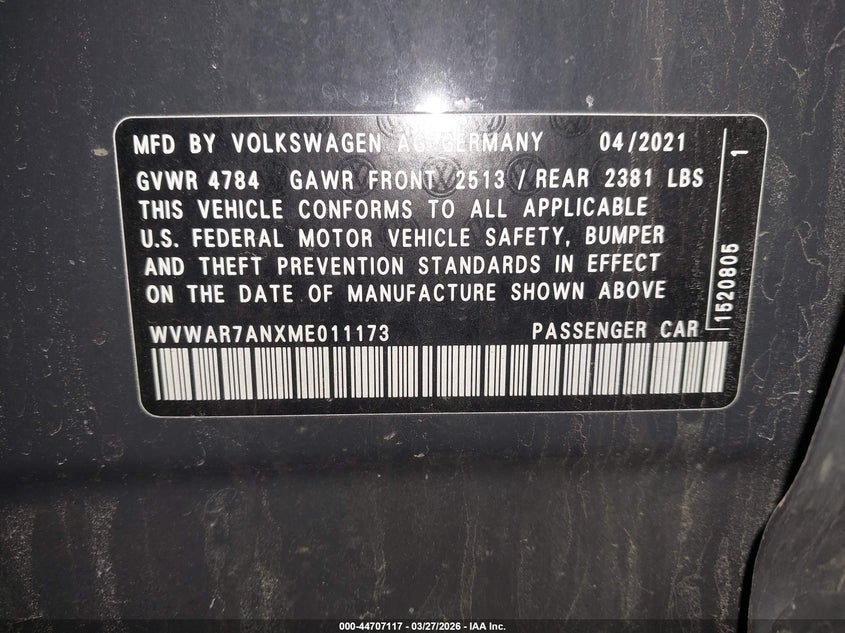 MFD BY VOLKSWAGEN AG GERMANY 04/2021
GVWR 4784 GAWR FRONT 2513 / REAR 2381 LBS
THIS VEHICLE CONFORMS TO ALL APPLICABLE
U.S. FEDERAL MOTOR VEHICLE SAFETY, BUMPER
AND THEFT PREVENTION STANDARDS IN EFFECT
ON THE DATE OF MANUFACTURE SHOWN ABOVE
WVWAR7ANXME011173 PASSENGER CAR
1520805 1
000-44707117 - 03/27/2026 - IAA Inc.